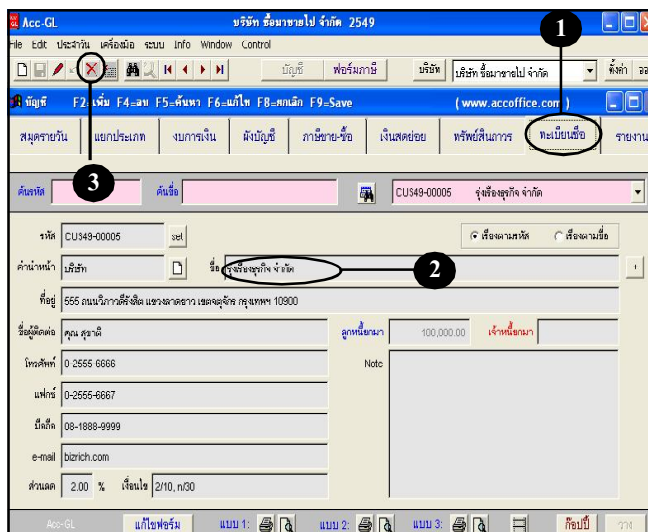 Acc-GL บริษัท ซื้อมาขายไป จำกัด 2549
1
File Edit ประจำวัน เครื่องมือ ระบบ Info Window Control
บัญชี ฟอร์มภาษี บริษัท บริษัท ซื้อมาขายไป จำกัด ตั้งค่า ออ
บัญชี F2=เพิ่ม F4=ลบ F5=ค้นหา F6=แก้ไข F8=ยกเลิก F9=Save ( www.accoffice.com )
สมุดรายวัน แยกประเภท งบการเงิน ผังบัญชี ภาษีขาย-ซื้อ เงินสดย่อย ทรัพย์สินถาวร ทะเบียนชื่อ รายงาน
3
ค้นรหัส ค้นชื่อ CUS49-00005 รุ่งเรืองธุรกิจ จำกัด
รหัส CUS49-00005 set เรียงตามรหัส เรียงตามชื่อ
คำนำหน้า บริษัท ชื่อ รุ่งเรืองธุรกิจ จำกัด 2 +
ที่อยู่ 555 ถนนวิภาวดีรังสิต แขวงลาดยาว เขตจตุจักร กรุงเทพฯ 10900
ชื่อผู้ติดต่อ คุณ สุชาติ ลูกหนี้ยกมา 100,000.00 เจ้าหนี้ยกมา
โทรศัพท์ 0-2555-6666 Note
แฟกซ์ 0-2555-6667
มือถือ 08-1888-9999
e-mail bizrich.com
ส่วนลด 2.00 % เงื่อนไข 2/10, n/30
Acc-GL แก้ไขฟอร์ม แบบ 1: แบบ 2: แบบ 3: ก๊อปปี้ วาง